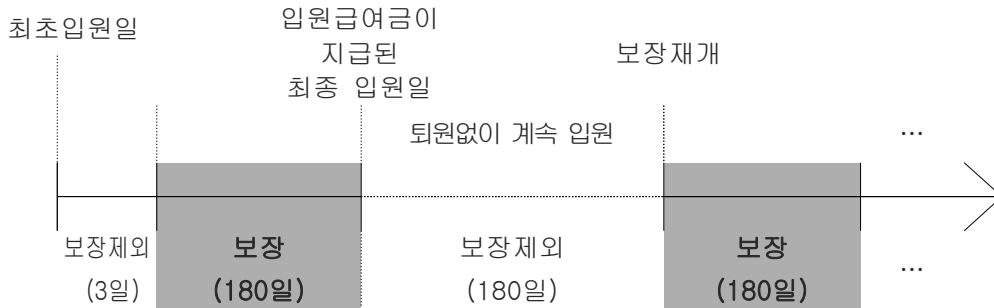 최초입원일
입원급여금이
지급된
최종 입원일
보장재개
퇴원없이 계속 입원
…
보장제외
(3일)
보장
(180일)
보장제외
(180일)
보장
(180일)
…